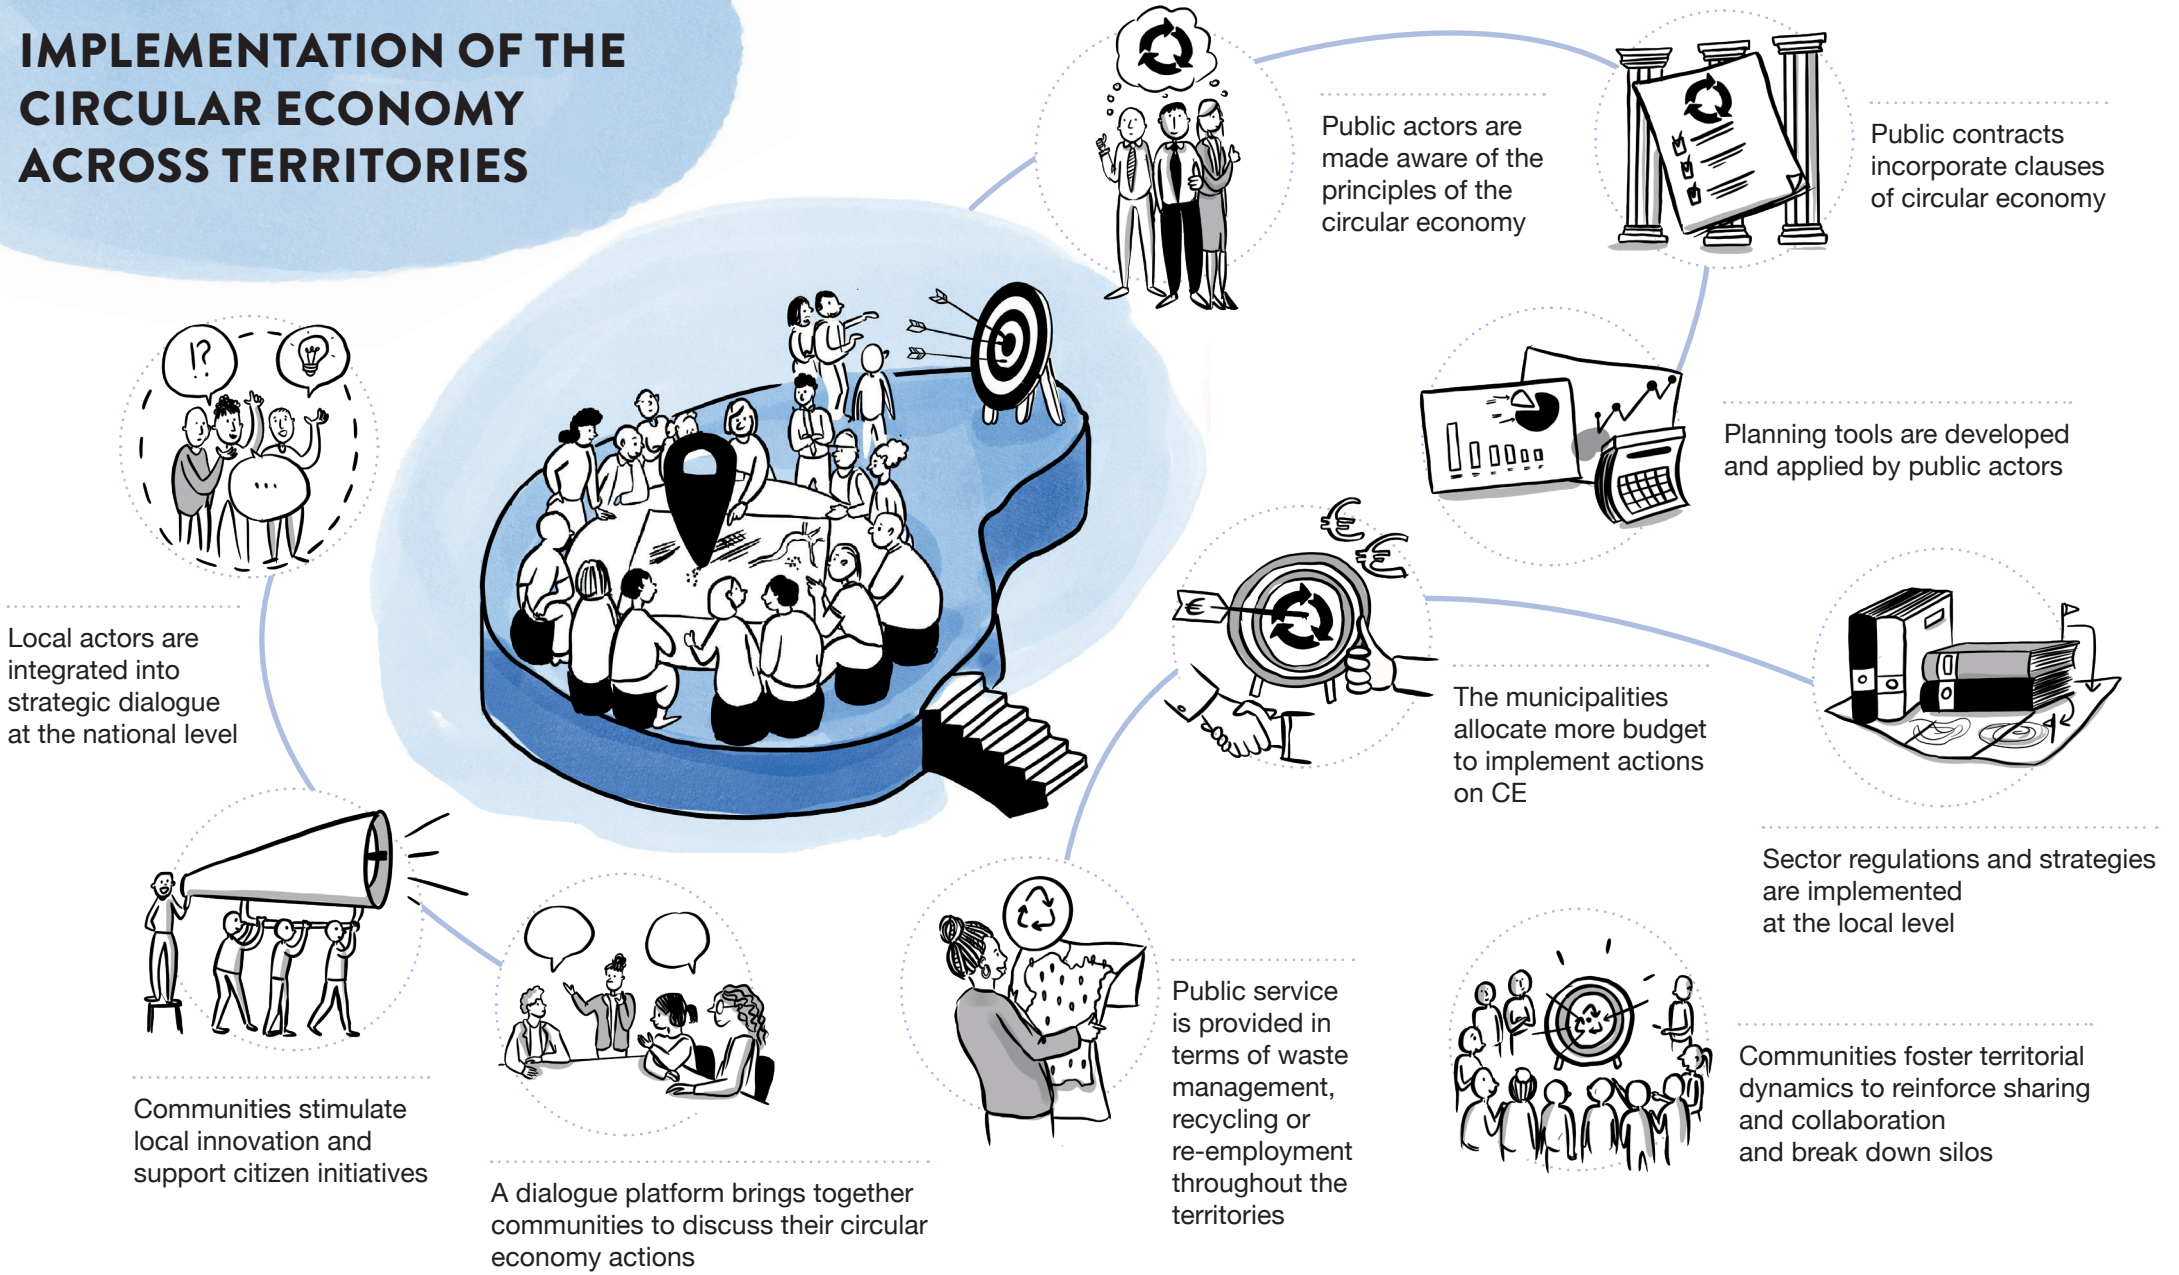 IMPLEMENTATION OF THE
CIRCULAR ECONOMY
ACROSS TERRITORIES
Public actors are
made aware of the
principles of the
circular economy
Public contracts
incorporate clauses
of circular economy
Planning tools are developed
and applied by public actors
!?
...
Local actors are
integrated into
strategic dialogue
at the national level
€
€
€
The municipalities
allocate more budget
to implement actions
on CE
Sector regulations and strategies
are implemented
at the local level
Communities stimulate
local innovation and
support citizen initiatives
A dialogue platform brings together
communities to discuss their circular
economy actions
Public service
is provided in
terms of waste
management,
recycling or
re-employment
throughout the
territories
Communities foster territorial
dynamics to reinforce sharing
and collaboration
and break down silos